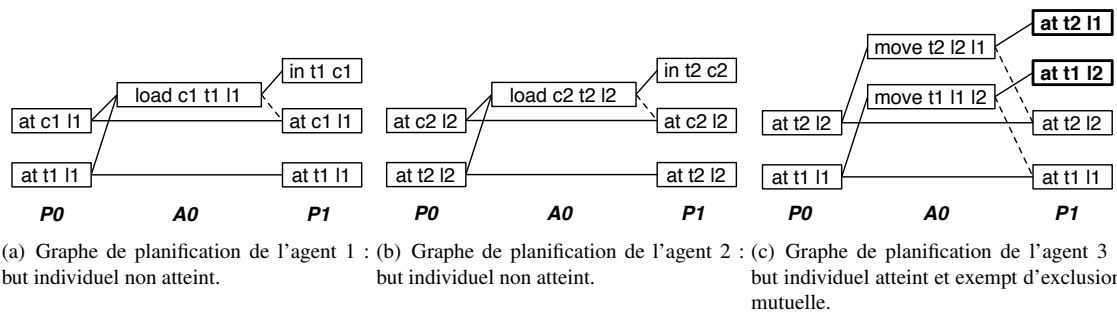 at t2 l1
in t1 c1
in t2 c2
move t2 l2 l1
load c1 t1 l1
load c2 t2 l2
at t1 l2
move t1 l1 l2
at c1 l1
at c1 l1
at c2 l2
at c2 l2
at t2 l2
at t2 l2
at t1 l1
at t1 l1
at t2 l2
at t2 l2
at t1 l1
at t1 l1
P0 A0 P1
P0 A0 P1
P0 A0 P1
(a) Graphe de planification de l'agent 1 :
but individuel non atteint.
(b) Graphe de planification de l'agent 2 :
but individuel non atteint.
(c) Graphe de planification de l'agent 3
but individuel atteint et exempt d'exclusion
mutuelle.